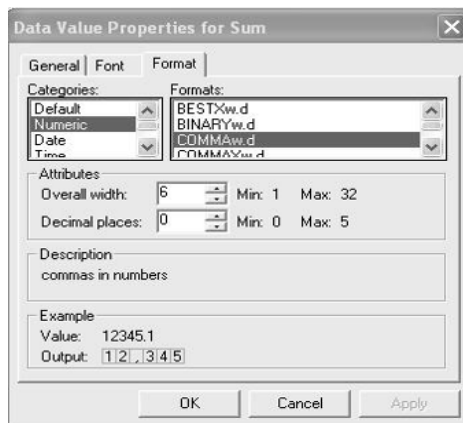 Data Value Properties for Sum
General Font Format
Categories: Formats:
Default BESTXw.d
Numeric BINARYw.d
Date COMMAw.d
Time COMMAXw.d
Attributes
Overall width: 6 Min: 1 Max: 32
Decimal places: 0 Min: 0 Max: 5
Description
commas in numbers
Example
Value: 12345.1
Output: 12,345
OK Cancel Apply